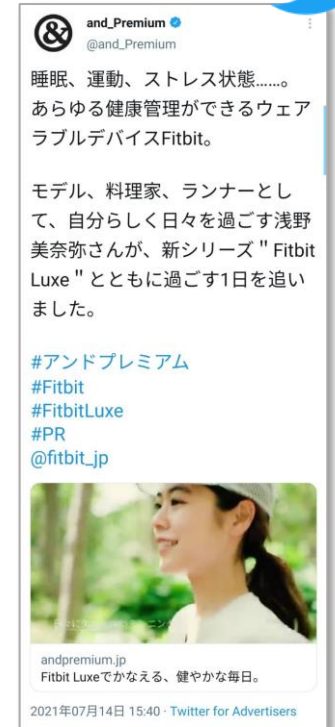 &
and_Premium
@and_Premium
睡眠、運動、ストレス状態......。
あらゆる健康管理ができるウェア
ラブルデバイスFitbit。
モデル、料理家、ランナーとし
て、自分らしく日々を過ごす浅野
美奈弥さんが、新シリーズ＂Fitbit
Luxe＂とともに過ごす1日を追い
ました。
#アンドプレミアム
#Fitbit
#FitbitLuxe
#PR
@fitbit_jp
andpremium.jp
Fitbit Luxeでかなえる、健やかな毎日。
2021年07月14日 15:40 · Twitter for Advertisers